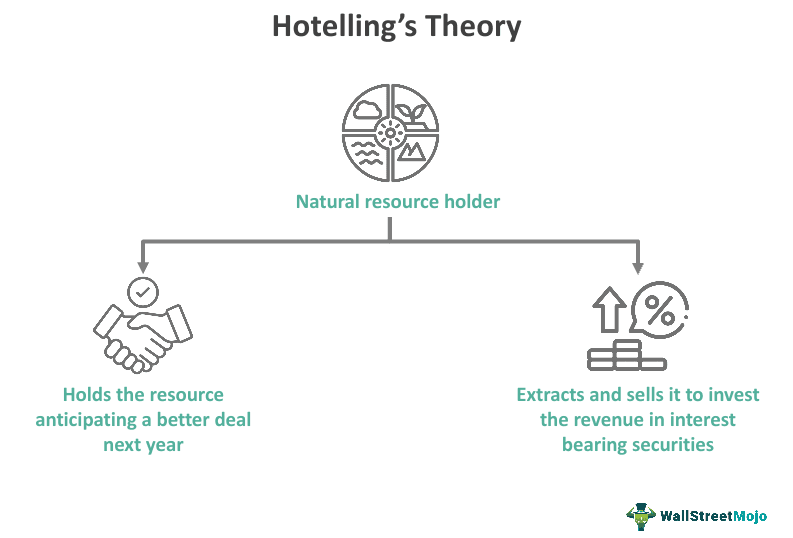 Hotelling’s Theory
Natural resource holder
Holds the resource
anticipating a better deal
next year
Extracts and sells it to invest
the revenue in interest
bearing securities
%
WallStreetMojo